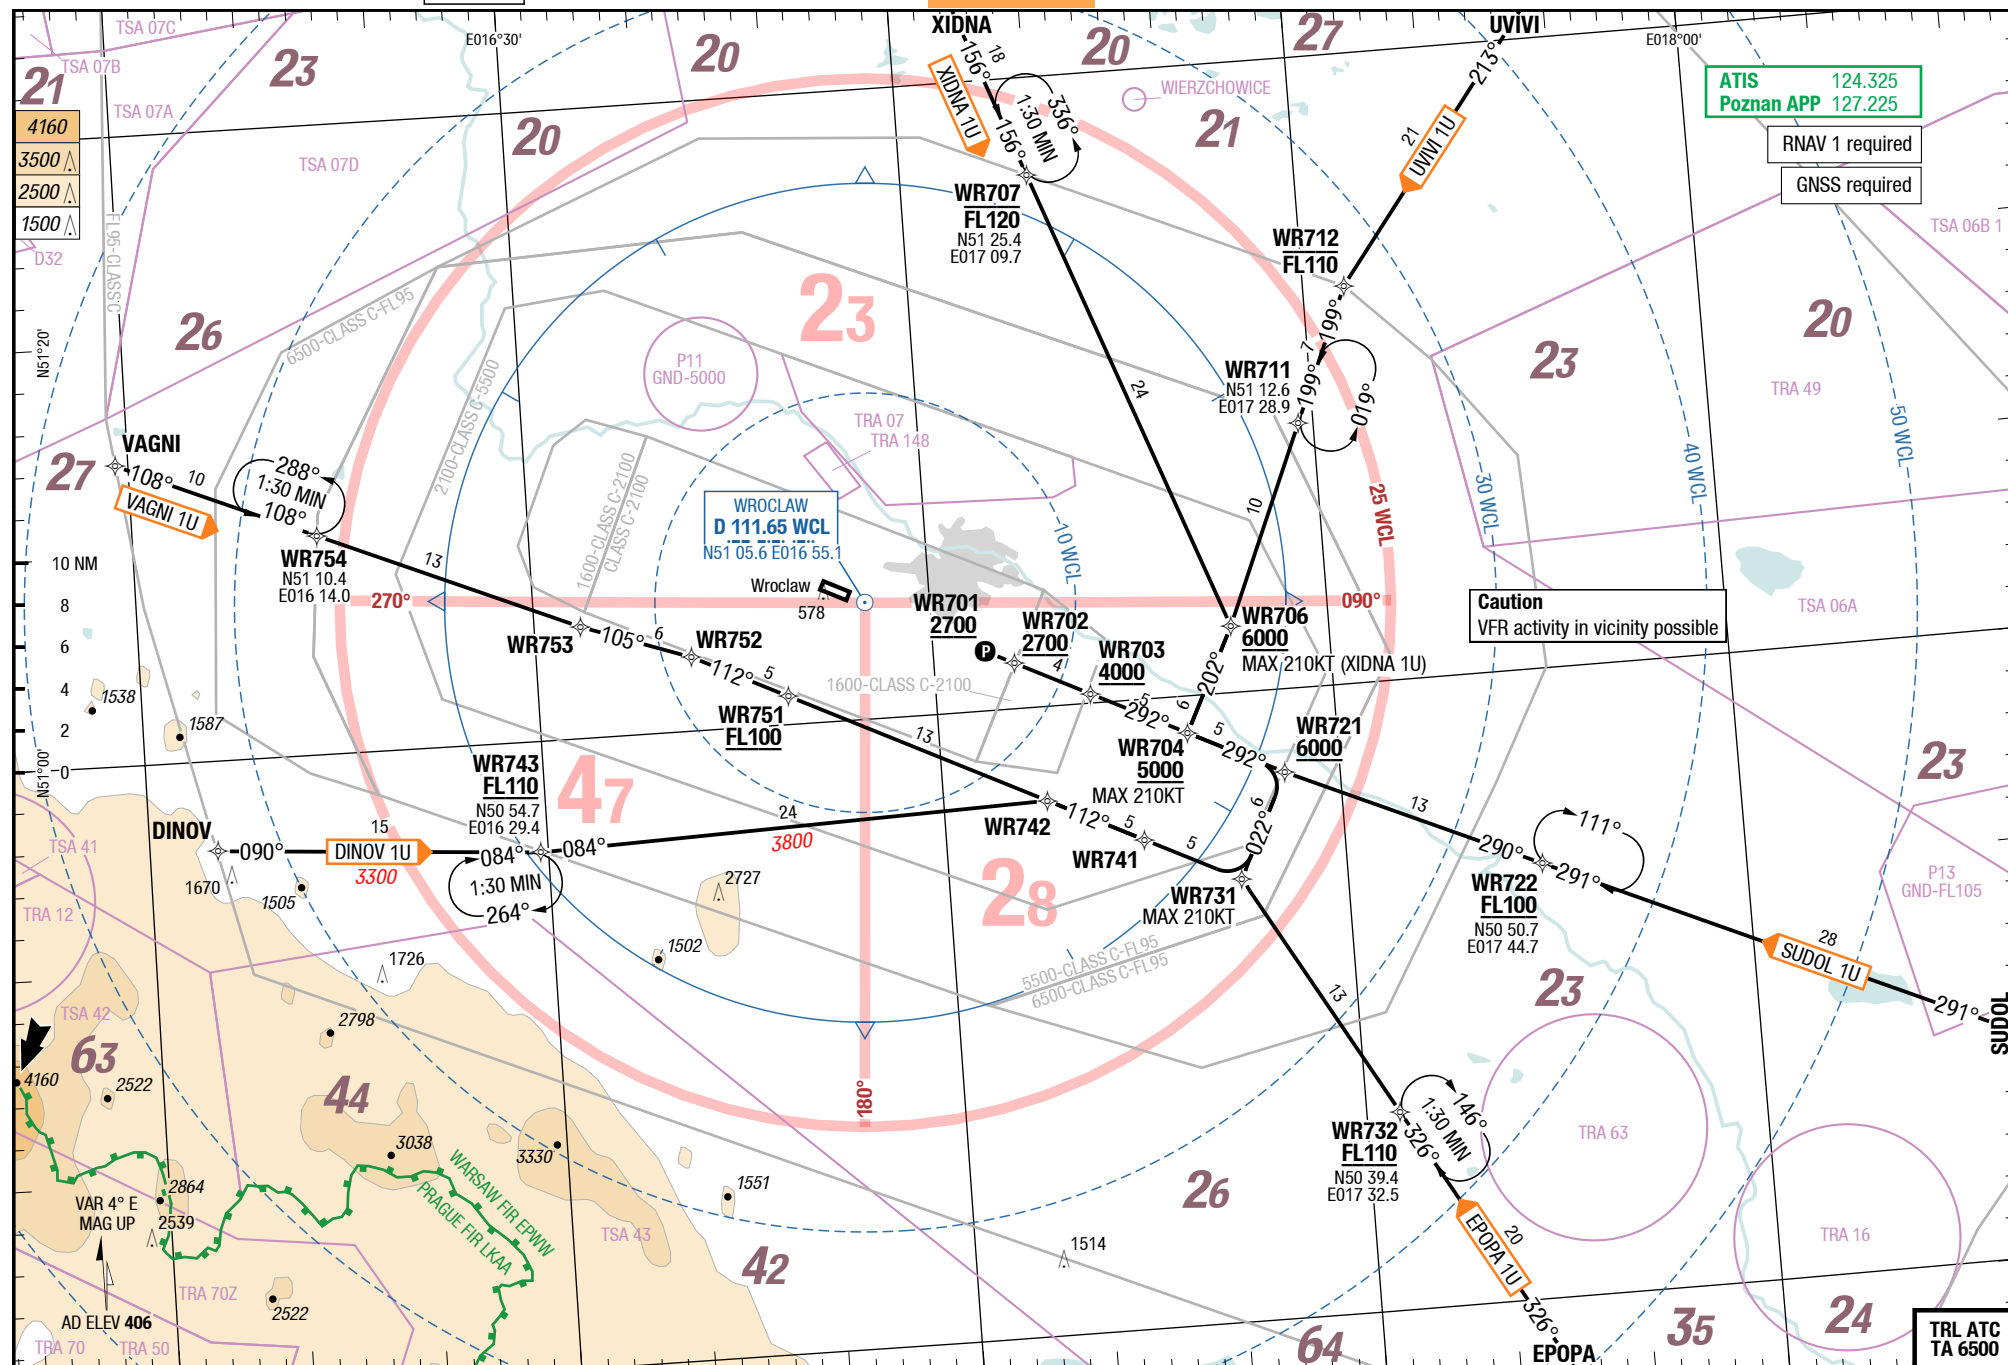 XIDNA
UVIVI
TSA 07C
E016°30'
20
20
27
E018°00'
23
TSA 07B
21
TSA 07A
4160
3500
2500
1500
D32
FL95-CLASS C
20
TSA 07D
156°
18
XIDNA 1U
336°
1:30 MIN
156°
WIERZCHOWICE
21
213°
21
UVIVI 1U
ATIS 124.325
Poznan APP 127.225
RNAV 1 required
GNSS required
TSA 06B 1
WR707
FL120
N51 25.4
E017 09.7
WR712
FL110
199°
7
199°
019°
WR711
N51 12.6
E017 28.9
26
6500-CLASS C-FL95
23
N51°20'
2100-CLASS C-5500
P11
GND-5000
24
23
20
TRA 49
TRA 07
TRA 148
50 WCL
40 WCL
30 WCL
25 WCL
10 WCL
VAGNI
27
108°
10
VAGNI 1U
288°
1:30 MIN
108°
WR754
N51 10.4
E016 14.0
13
1600-CLASS C-2100
CLASS C-2100
WROCLAW
D 111.65 WCL
N51 05.6 E016 55.1
10
10 NM
8
6
4
2
0
N51°00'
270°
Wroclaw
578
WR701
2700
WR702
2700
P
4
WR703
4000
090°
WR706
6000
MAX 210KT (XIDNA 1U)
Caution
VFR activity in vicinity possible
TSA 06A
WR753
105°
6
WR752
112°
5
WR751
FL100
13
1600-CLASS C-2100
5
292°
202°
6
5
292°
WR704
5000
MAX 210KT
WR721
6000
1538
1587
WR743
FL110
N50 54.7
E016 29.4
47
23
DINOV
090°
15
DINOV 1U
3300
084°
084°
1:30 MIN
264°
24
3800
WR742
112°
5
WR741
5
022°
6
WR731
MAX 210KT
13
290°
111°
291°
WR722
FL100
N50 50.7
E017 44.7
P13
GND-FL105
TSA 41
1670
1505
TRA 12
2727
28
1502
1726
5500-CLASS C-FL95
6500-CLASS C-FL95
13
28
SUDOL 1U
291°
SUDOL
23
TSA 42
2798
63
4160
2522
44
3038
3330
180°
WR732
FL110
N50 39.4
E017 32.5
146°
1:30 MIN
326°
TRA 63
VAR 4° E
MAG UP
2864
2539
WARSAW FIR EPWW
PRAGUE FIR LKAA
1551
26
20
EPOPA 1U
326°
EPOPA
TSA 43
1514
42
TRA 16
TRA 70Z
2522
AD ELEV 406
TRA 70
TRA 50
64
35
24
TRL ATC
TA 6500